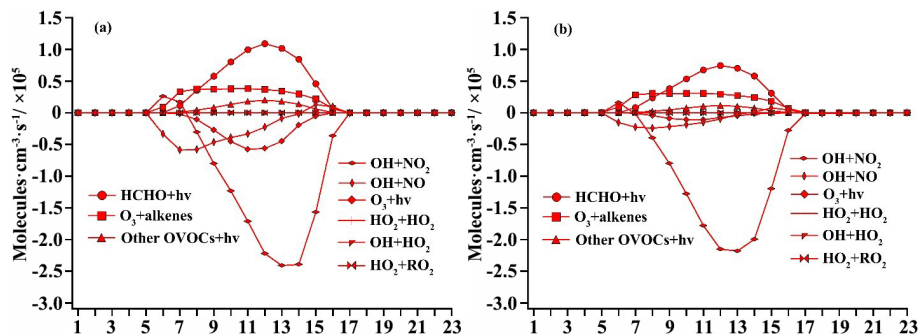 (a)
Molecules·cm⁻³·s⁻¹/ ×10⁵
1.5
1.0
0.5
0
-0.5
-1.0
-1.5
-2.0
-2.5
-3.0
HCHO+hv
O₃+alkenes
Other OVOCs+hv
OH+NO₂
OH+NO
O₃+hv
HO₂+HO₂
OH+HO₂
HO₂+RO₂
1 3 5 7 9 11 13 15 17 19 21 23
(b)
Molecules·cm⁻³·s⁻¹/ ×10⁵
1.5
1.0
0.5
0
-0.5
-1.0
-1.5
-2.0
-2.5
-3.0
HCHO+hv
O₃+alkenes
Other OVOCs+hv
OH+NO₂
OH+NO
O₃+hv
HO₂+HO₂
OH+HO₂
HO₂+RO₂
1 3 5 7 9 11 13 15 17 19 21 23